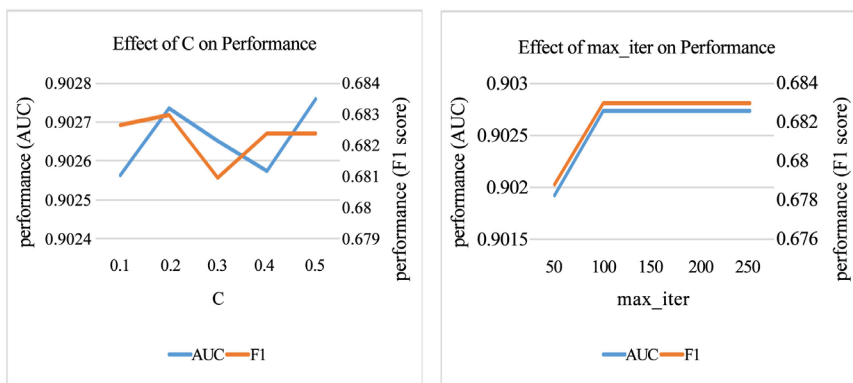 Effect of C on Performance
performance (AUC)
0.9028
0.9027
0.9026
0.9025
0.9024
0.684
0.683
0.682
0.681
0.68
0.679
performance (F1 score)
0.1 0.2 0.3 0.4 0.5
C
AUC F1
Effect of max_iter on Performance
performance (AUC)
0.903
0.9025
0.902
0.9015
0.684
0.682
0.68
0.678
0.676
performance (F1 score)
50 100 150 200 250
max_iter
AUC F1